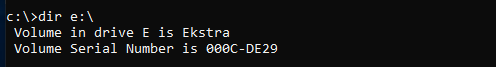 c:\>dir e:\
Volume in drive E is Ekstra
Volume Serial Number is 000C-DE29